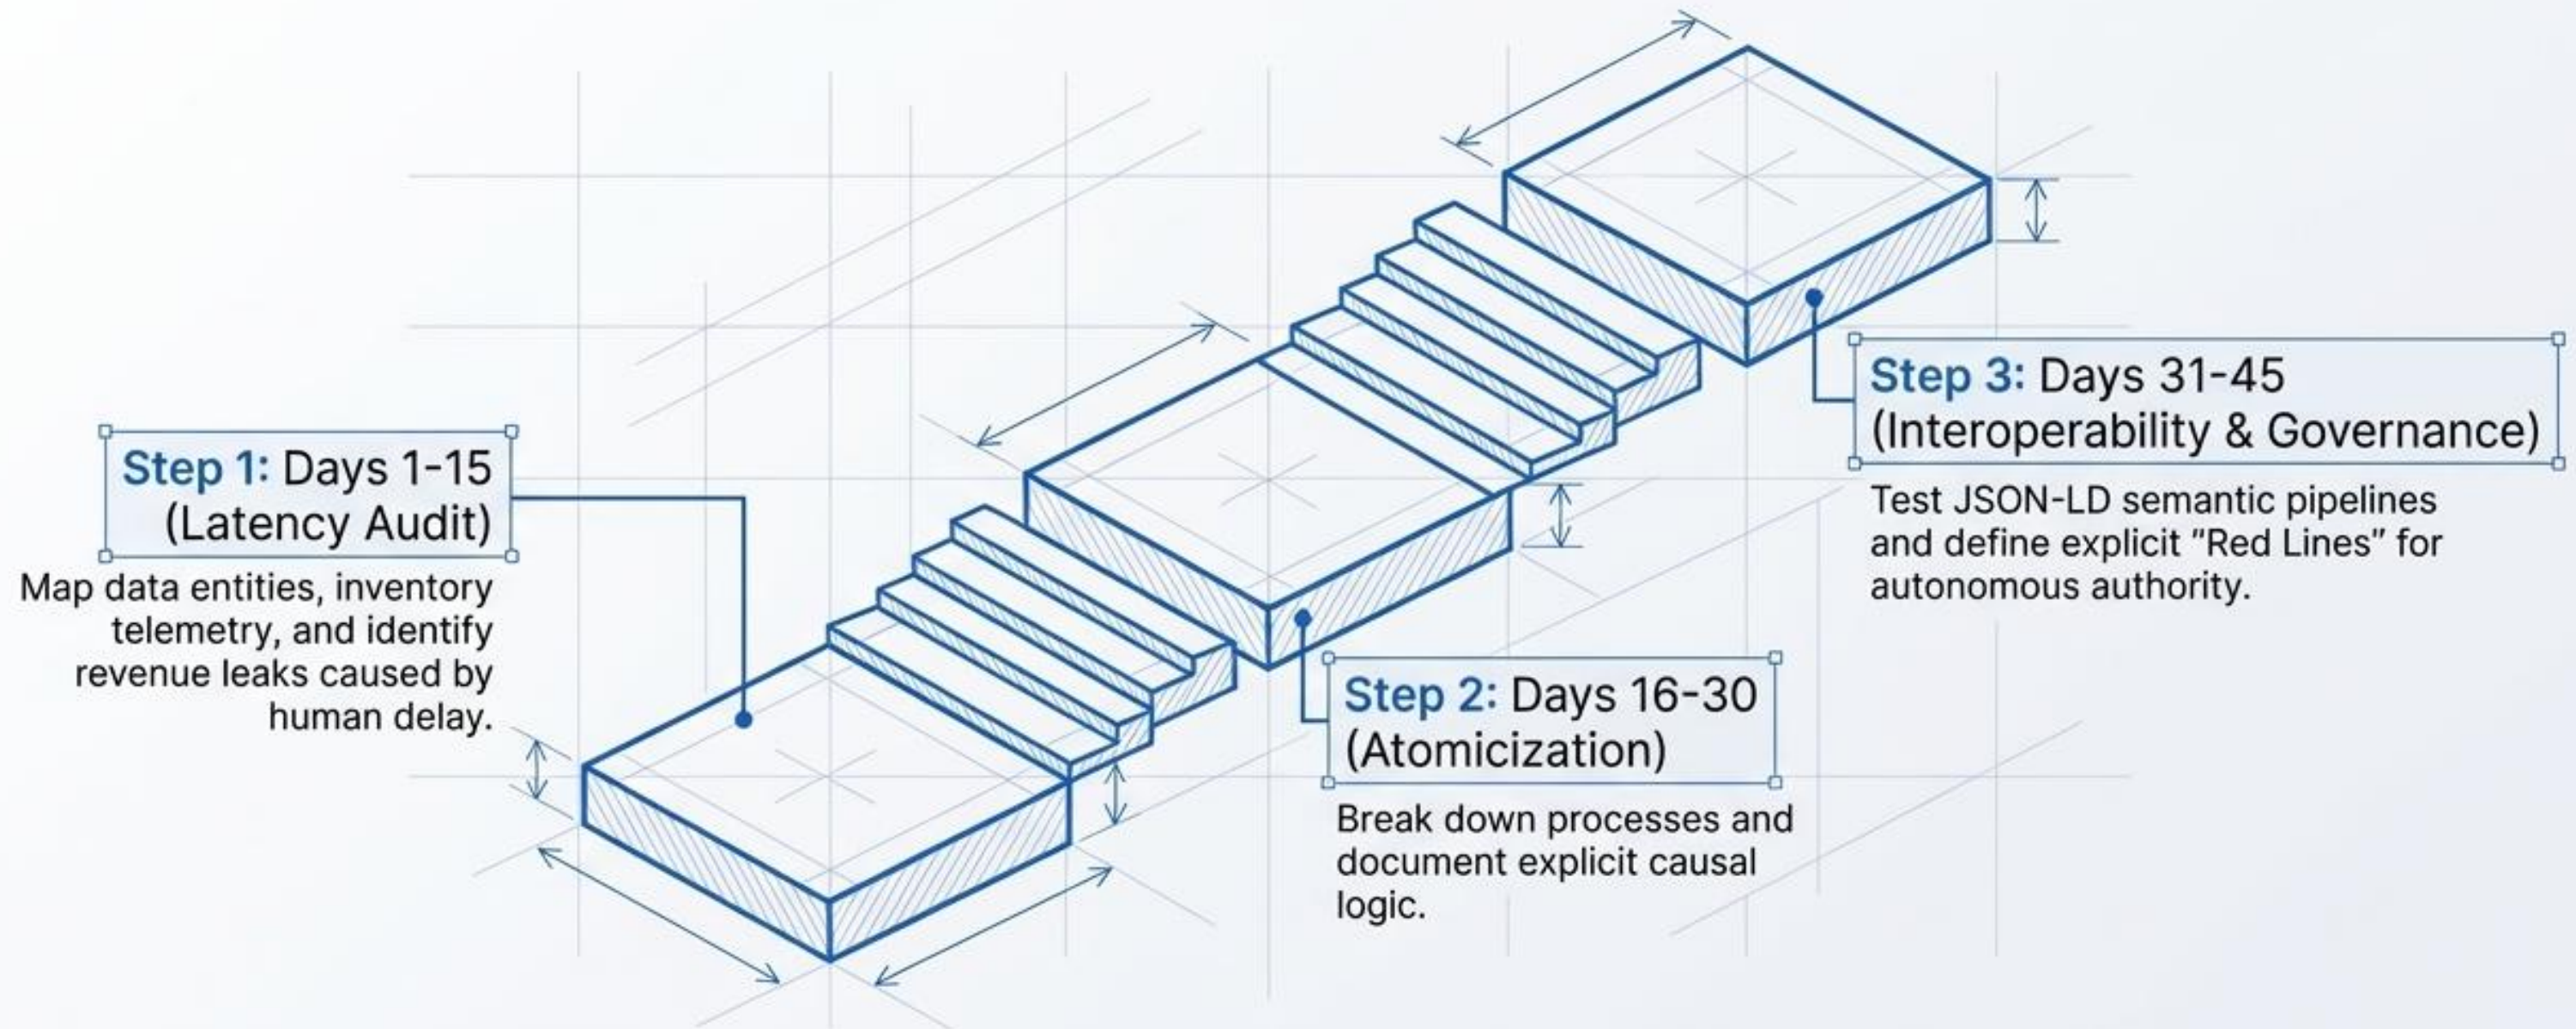 Step 1: Days 1-15
(Latency Audit)
Map data entities, inventory
telemetry, and identify
revenue leaks caused by
human delay.
Step 2: Days 16-30
(Atomicization)
Break down processes and
document explicit causal
logic.
Step 3: Days 31-45
(Interoperability & Governance)
Test JSON-LD semantic pipelines
and define explicit "Red Lines" for
autonomous authority.